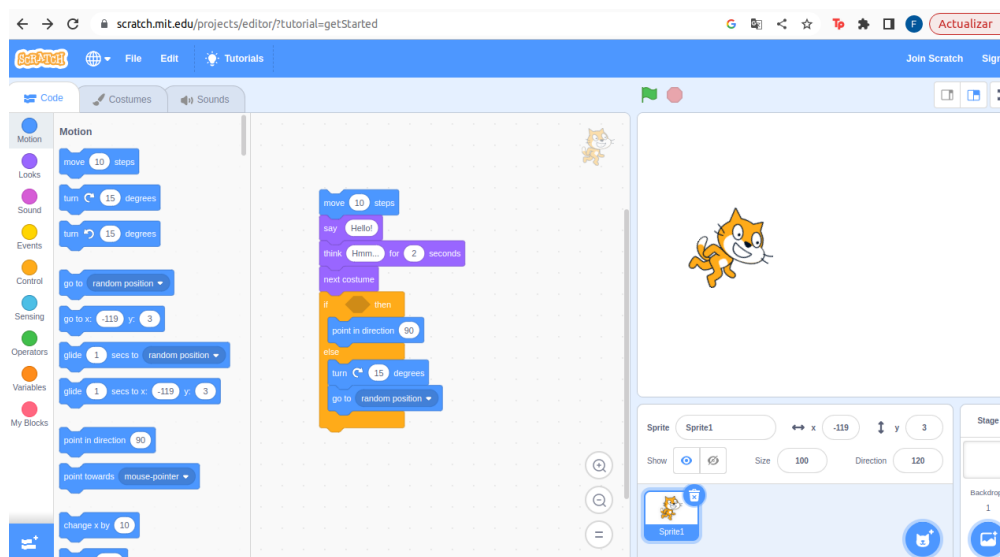 scratch.mit.edu/projects/editor/?tutorial=getStarted
Tp
F
Actualizar
SCRATCH
File
Edit
Tutorials
Join Scratch
Sign
Code
Costumes
Sounds
Motion
Looks
Sound
Events
Control
Sensing
Operators
Variables
My Blocks
Motion
move 10 steps
turn 15 degrees
turn 15 degrees
go to random position
go to x: -119 y: 3
glide 1 secs to random position
glide 1 secs to x: -119 y: 3
point in direction 90
point towards mouse-pointer
change x by 10
move 10 steps
say Hello!
think Hmm... for 2 seconds
next costume
if then
point in direction 90
else
turn 15 degrees
go to random position
Sprite Sprite1 x -119 y 3
Show Size 100 Direction 120
Sprite1
Stage
Backdrop
1